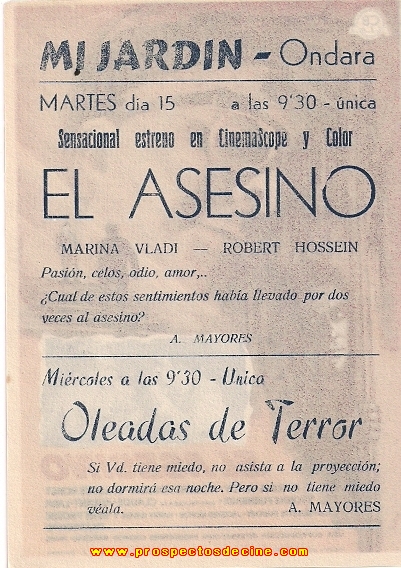 MI JARDIN - Ondara
MARTES dia 15 a las 9'30 - única
Sensacional estreno en CinemaScope y Color
EL ASESINO
MARINA VLADI — ROBERT HOSSEIN
Pasión, celos, odio, amor,..
¿Cual de estos sentimientos había llevado por dos
veces al asesino?
A. MAYORES
Miércoles a las 9'30 - Unica
Oleadas de Terror
Si Vd. tiene miedo, no asista a la proyección;
no dormirá esa noche. Pero si no tiene miedo
véala. A. MAYORES
www.prospectosdecine.com